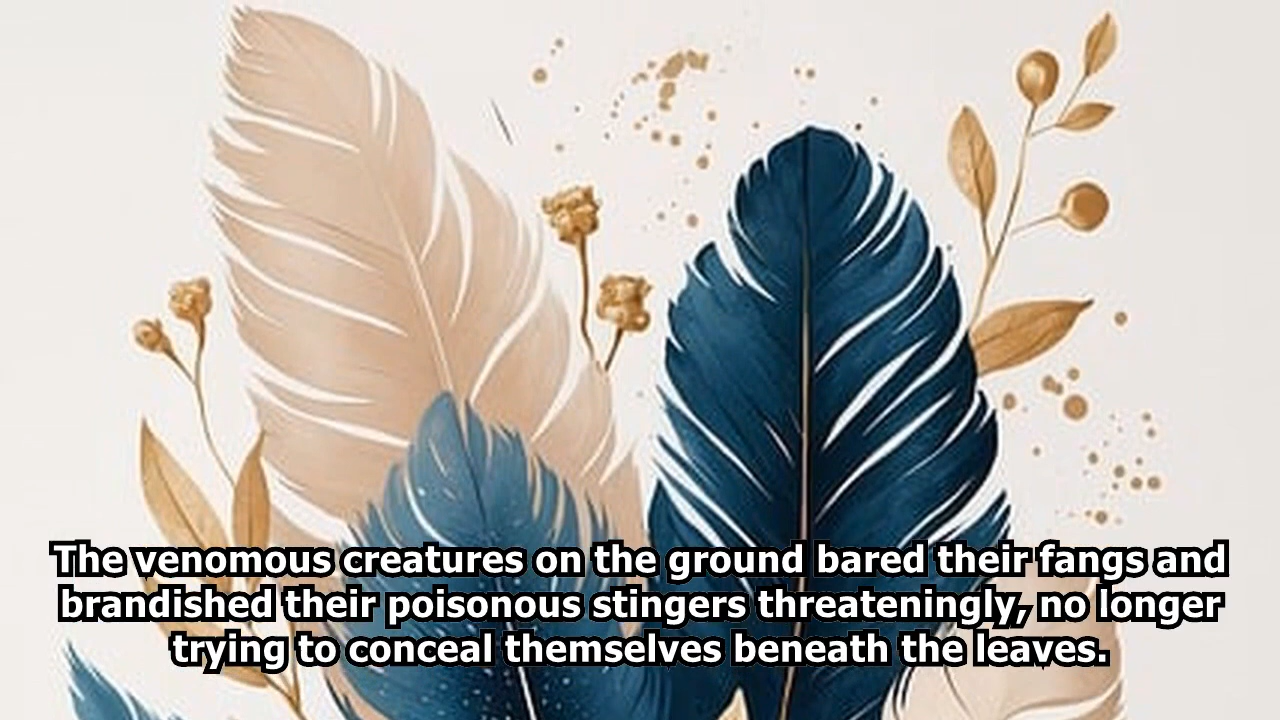 The venomous creatures on the ground bared their fangs and
brandished their poisonous stingers threateningly, no longer
trying to conceal themselves beneath the leaves.